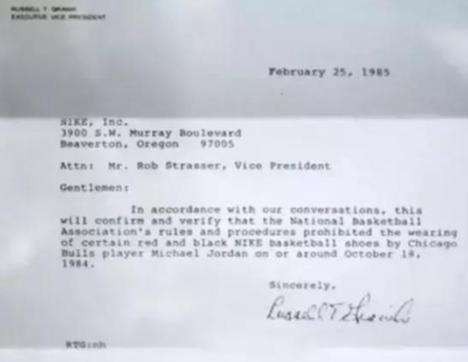 RUSSELL T. GRANIK
EXECUTIVE VICE PRESIDENT
February 25, 1985
NIKE, Inc.
3900 S.W. Murray Boulevard
Beaverton, Oregon 97005
Attn: Mr. Rob Strasser, Vice President
Gentlemen:
In accordance with our conversations, this
will confirm and verify that the National Basketball
Association's rules and procedures prohibited the wearing
of certain red and black NIKE basketball shoes by Chicago
Bulls player Michael Jordan on or around October 18,
1984.
Sincerely,
Russell T. Granik
RTG:nh